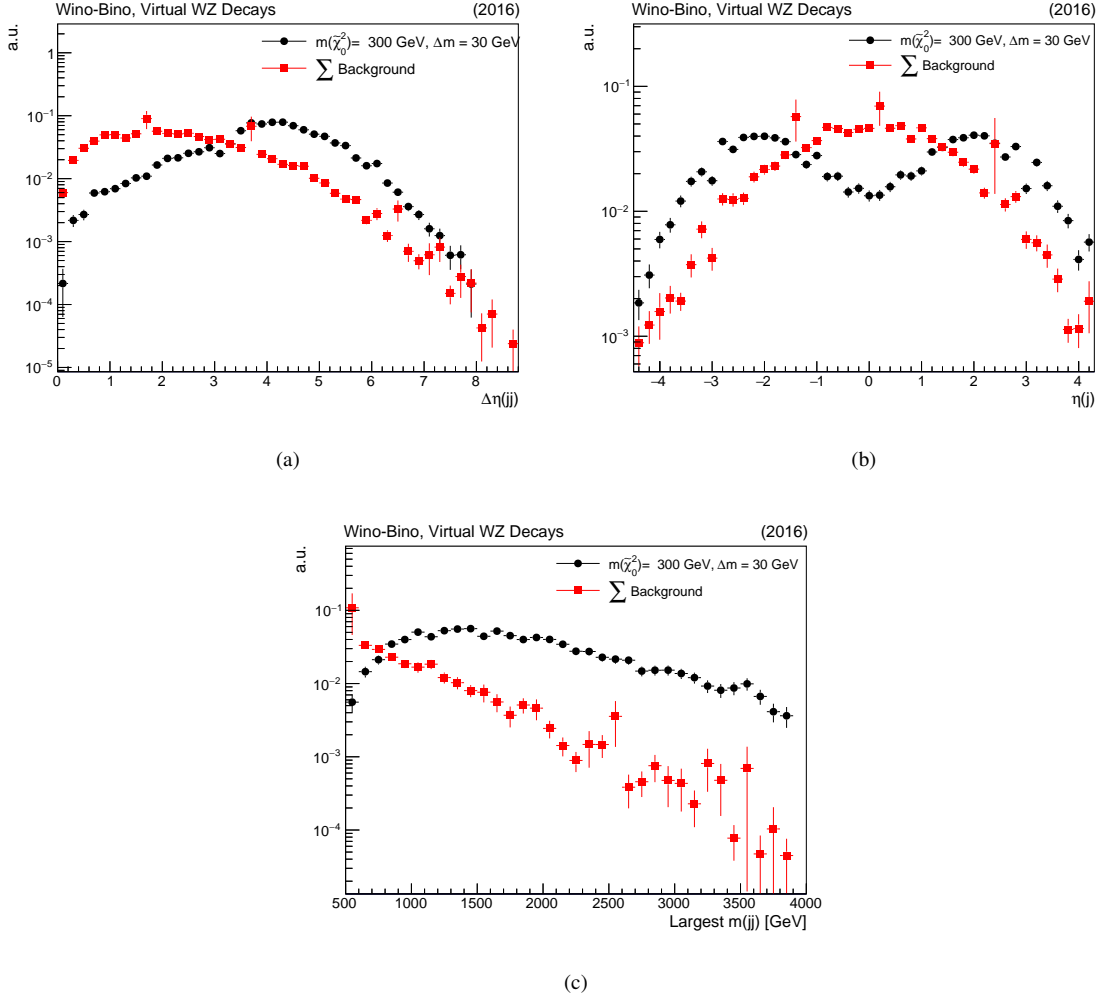 Wino-Bino, Virtual WZ Decays (2016)
a.u.
m(χ̃₀²)= 300 GeV, Δm = 30 GeV
∑ Background
1
10⁻¹
10⁻²
10⁻³
10⁻⁴
10⁻⁵
0 1 2 3 4 5 6 7 8
Δη(jj)
(a)
Wino-Bino, Virtual WZ Decays (2016)
a.u.
m(χ̃₀²)= 300 GeV, Δm = 30 GeV
∑ Background
10⁻¹
10⁻²
10⁻³
−4 −3 −2 −1 0 1 2 3 4
η(j)
(b)
Wino-Bino, Virtual WZ Decays (2016)
a.u.
m(χ̃₀²)= 300 GeV, Δm = 30 GeV
∑ Background
10⁻¹
10⁻²
10⁻³
10⁻⁴
500 1000 1500 2000 2500 3000 3500 4000
Largest m(jj) [GeV]
(c)